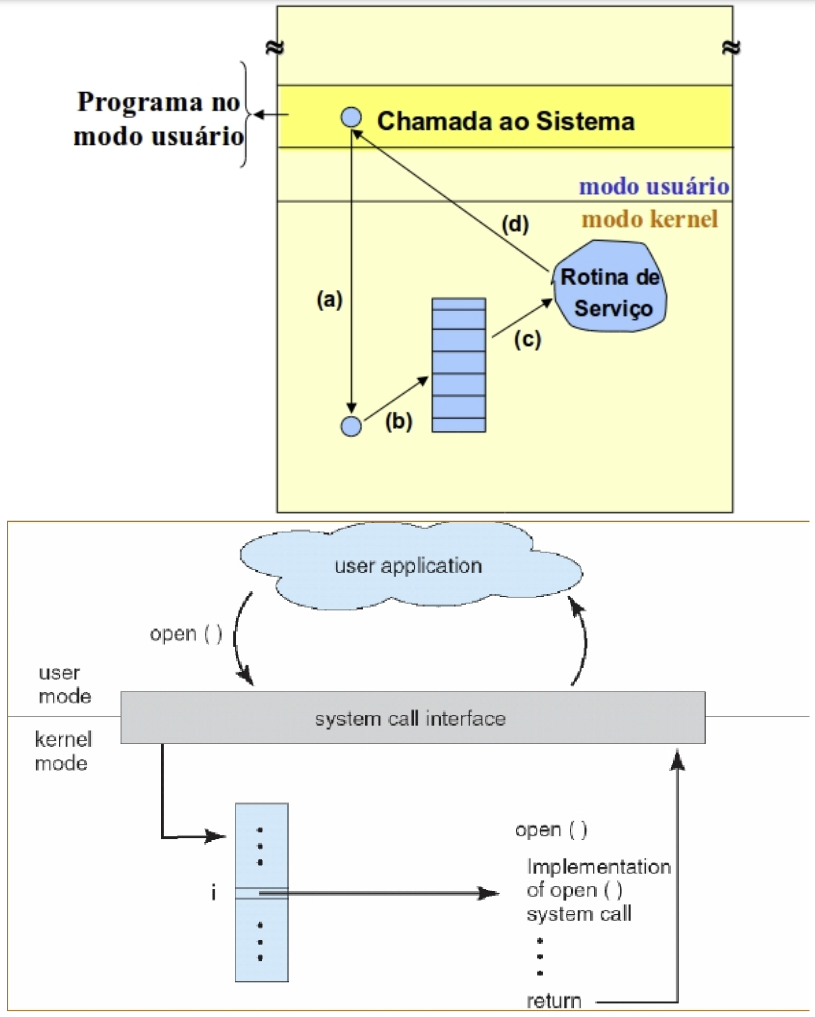 Programa no
modo usuário
Chamada ao Sistema
modo usuário
modo kernel
(d)
Rotina de
Serviço
(a)
(c)
(b)
user application
open ( )
user
mode
system call interface
kernel
mode
open ( )
Implementation
of open ( )
system call
i
return